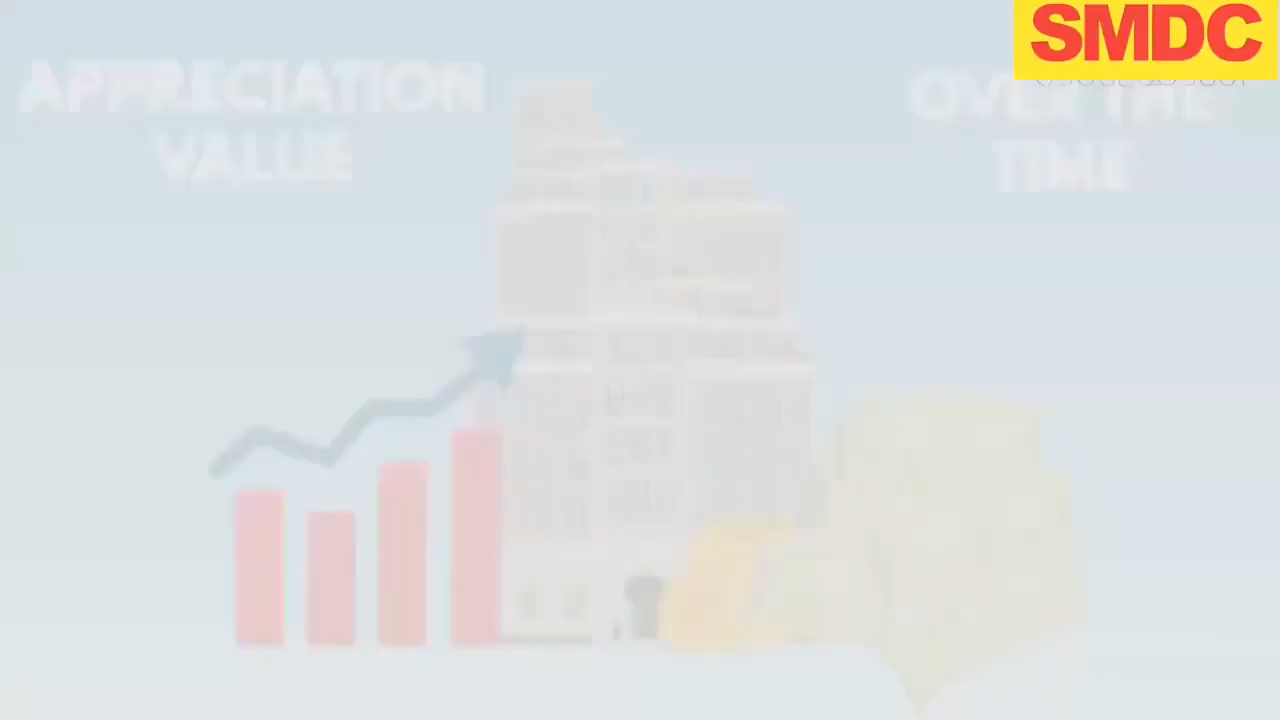 SMDC
APPRECIATION
VALUE
OVER THE
TIME